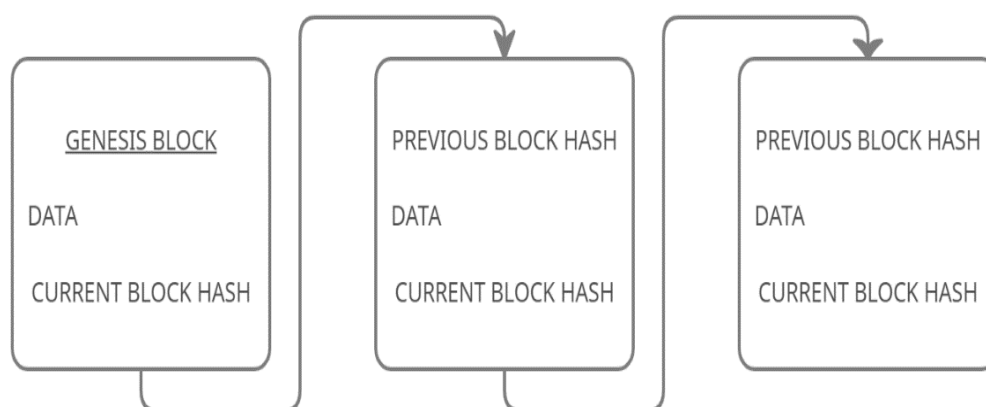 GENESIS BLOCK
DATA
CURRENT BLOCK HASH
PREVIOUS BLOCK HASH
DATA
CURRENT BLOCK HASH
PREVIOUS BLOCK HASH
DATA
CURRENT BLOCK HASH